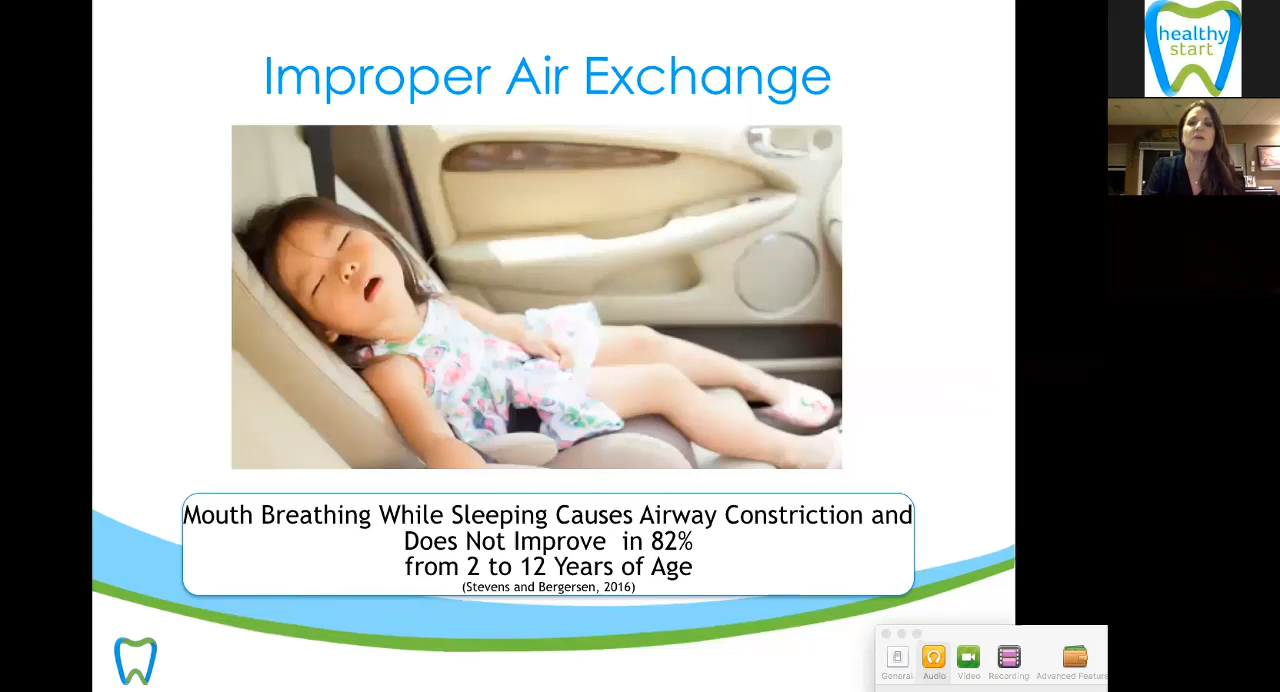 Improper Air Exchange
healthy
start
Mouth Breathing While Sleeping Causes Airway Constriction and
Does Not Improve in 82%
from 2 to 12 Years of Age
(Stevens and Bergersen, 2016)
General Audio Video Recording Advanced Feature